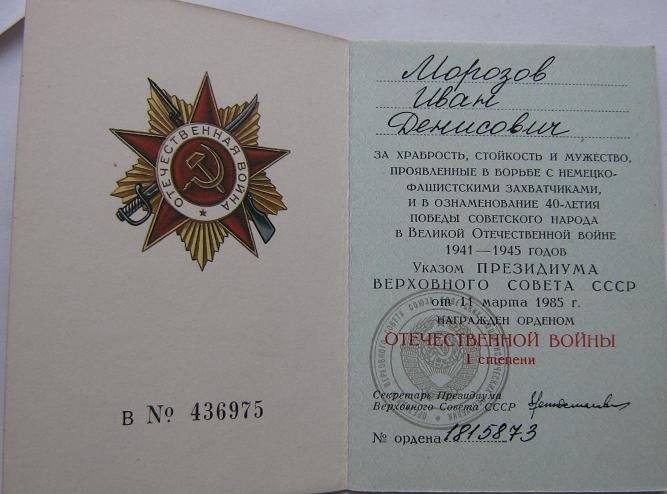 ОТЕЧЕСТВЕННАЯ ВОЙНА
В № 436975
Морозов
Иван
Денисович
ЗА ХРАБРОСТЬ, СТОЙКОСТЬ И МУЖЕСТВО,
ПРОЯВЛЕННЫЕ В БОРЬБЕ С НЕМЕЦКО-
ФАШИСТСКИМИ ЗАХВАТЧИКАМИ,
И В ОЗНАМЕНОВАНИЕ 40-ЛЕТИЯ
ПОБЕДЫ СОВЕТСКОГО НАРОДА
В ВЕЛИКОЙ ОТЕЧЕСТВЕННОЙ ВОЙНЕ
1941—1945 ГОДОВ
УКАЗОМ ПРЕЗИДИУМА
ВЕРХОВНОГО СОВЕТА СССР
от 11 марта 1985 г.
НАГРАЖДЕН ОРДЕНОМ
ОТЕЧЕСТВЕННОЙ ВОЙНЫ
I степени
Секретарь Президиума
Верховного Совета СССР
№ ордена 1815873